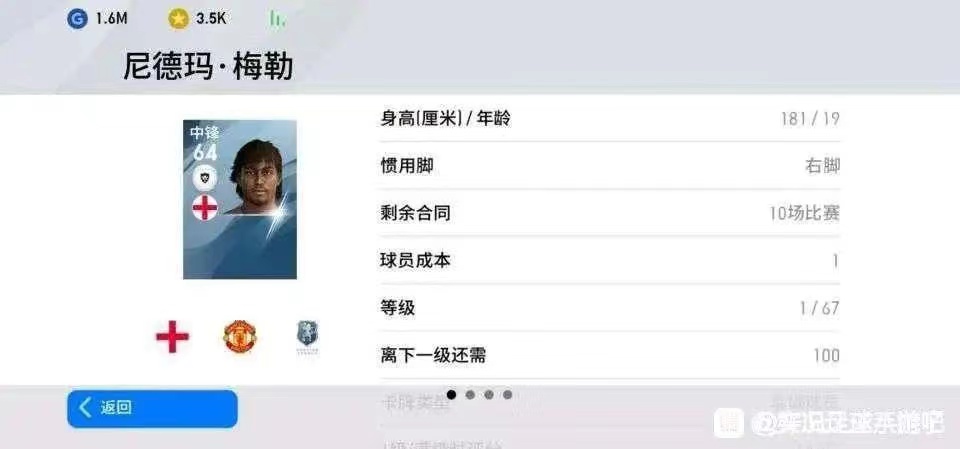 1.6M 3.5K
尼德玛·梅勒
中锋
64
身高(厘米)/年龄 181/19
惯用脚 右脚
剩余合同 10场比赛
球员成本 1
等级 1/67
离下一级还需 100
卡牌类型
返回